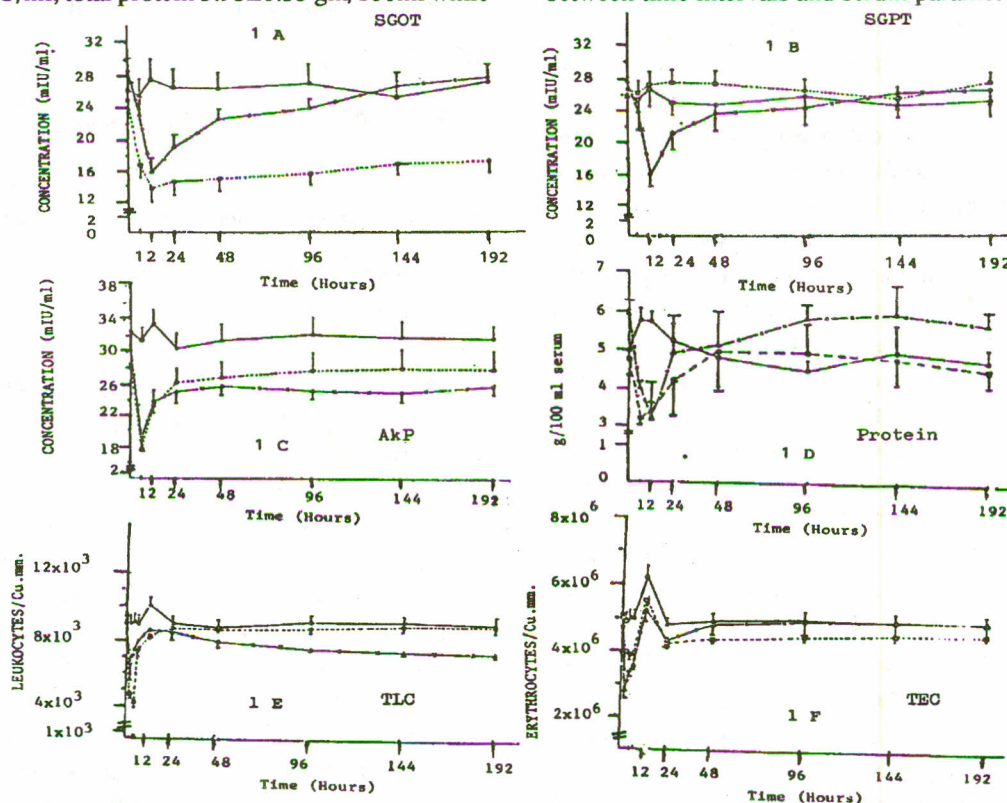 SGOT
1 A
CONCENTRATION (mIU/ml)
32
28
24
20
16
12
2
0
12 24 48 96 144 192
Time (Hours)
SGPT
1 B
CONCENTRATION (mIU/ml)
32
28
24
20
16
12
2
0
12 24 48 96 144 192
Time (Hours)
CONCENTRATION (mIU/ml)
38
34
30
26
22
18
2
1 C
AkP
12 24 48 96 144 192
Time (Hours)
g/100 ml serum
7
6
5
4
3
1
0
Protein
1 D
12 24 48 96 144 192
Time (Hours)
LEUKOCYTES/Cu.mm.
12x10³
8x10³
4x10³
1x10³
1 E
TLC
12 24 48 96 144 192
Time (Hours)
ERYTHROCYTES/Cu.mm.
8x10⁶
6x10⁶
4x10⁶
2x10⁶
1 F
TEC
12 24 48 96 144 192
Time (Hours)